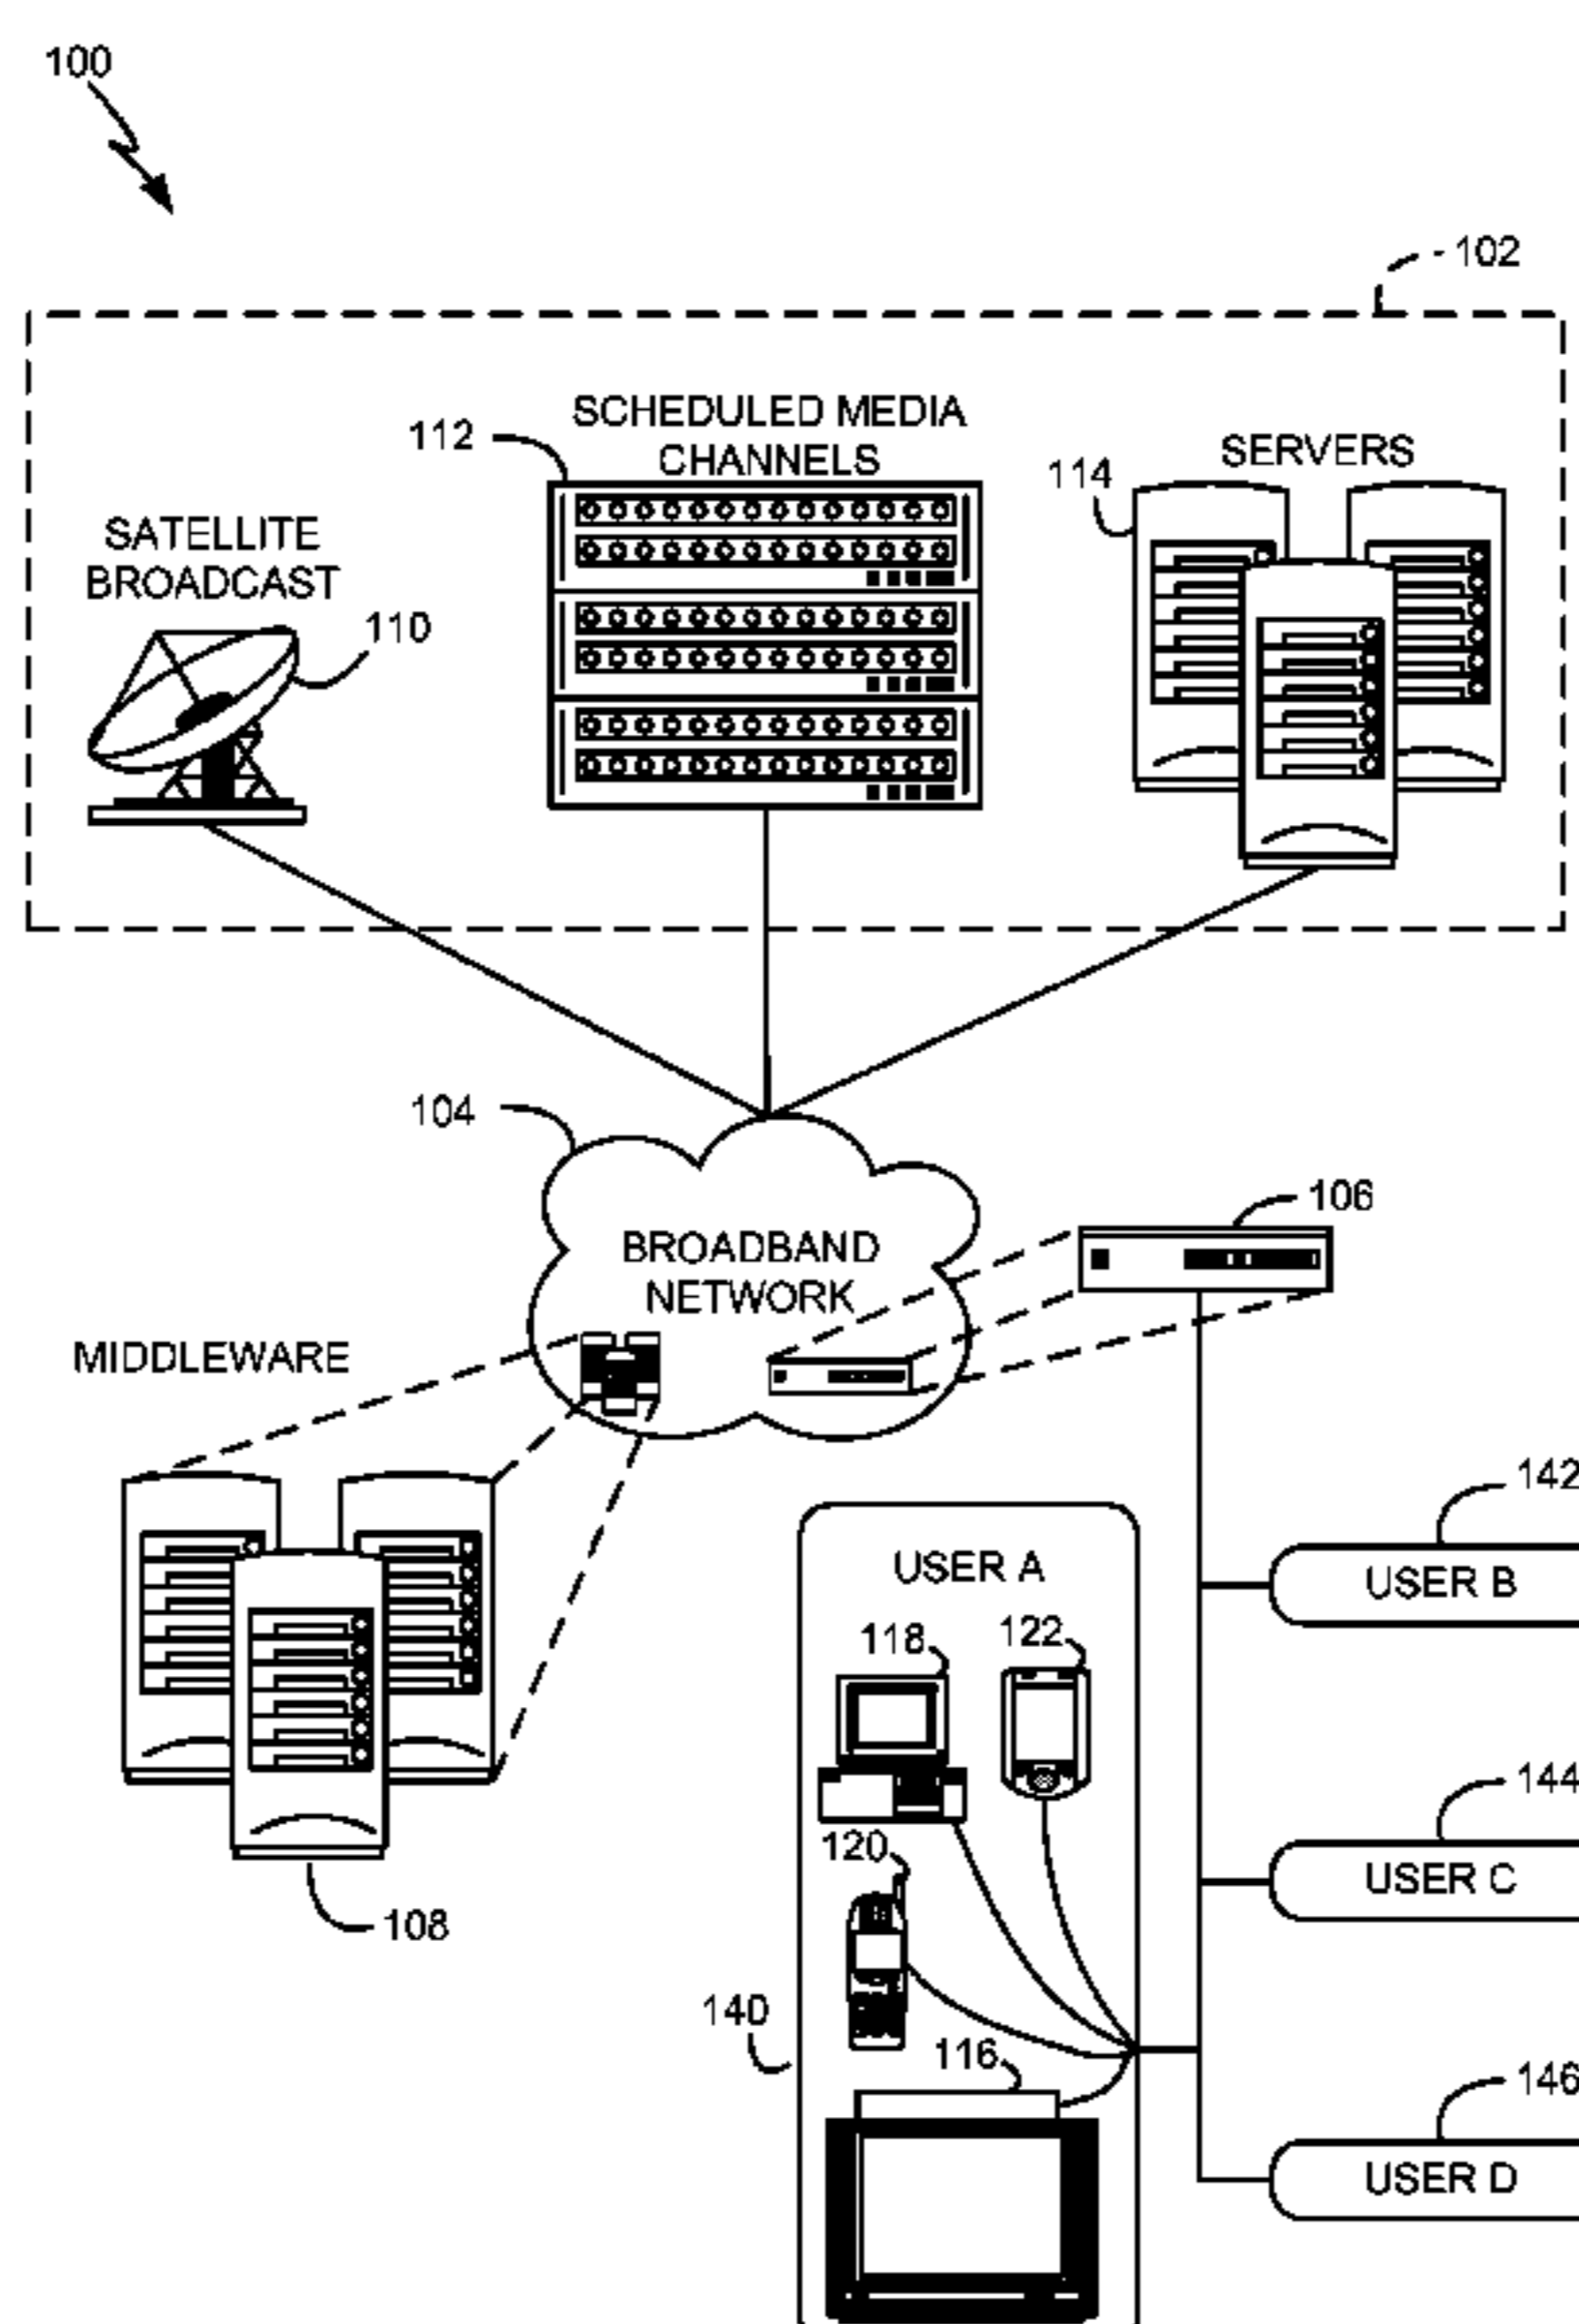 100
102
SCHEDULED MEDIA
CHANNELS
112
SERVERS
114
SATELLITE
BROADCAST
110
104
BROADBAND
NETWORK
106
MIDDLEWARE
108
142
USER B
USER A
118
122
120
144
USER C
140
116
146
USER D